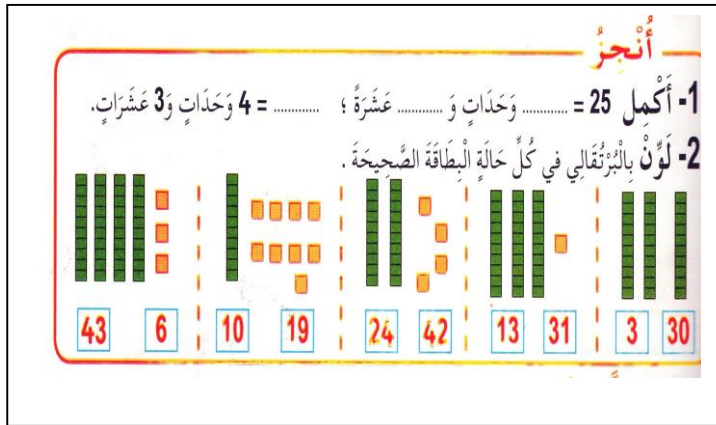 أُنْجِزُ
1- أَكْمِل 25 = ............ وَحَدَاتٍ وَ ............ عَشَرَةً ؛ ............ = 4 وَحَدَاتٍ وَ3 عَشَرَاتٍ.
2- لَوِّنْ بِالْبُرْتُقَالِي في كُلِّ حَالَةٍ الْبِطَاقَةَ الصَّحِيحَةَ .
43 6 10 19 24 42 13 31 3 30